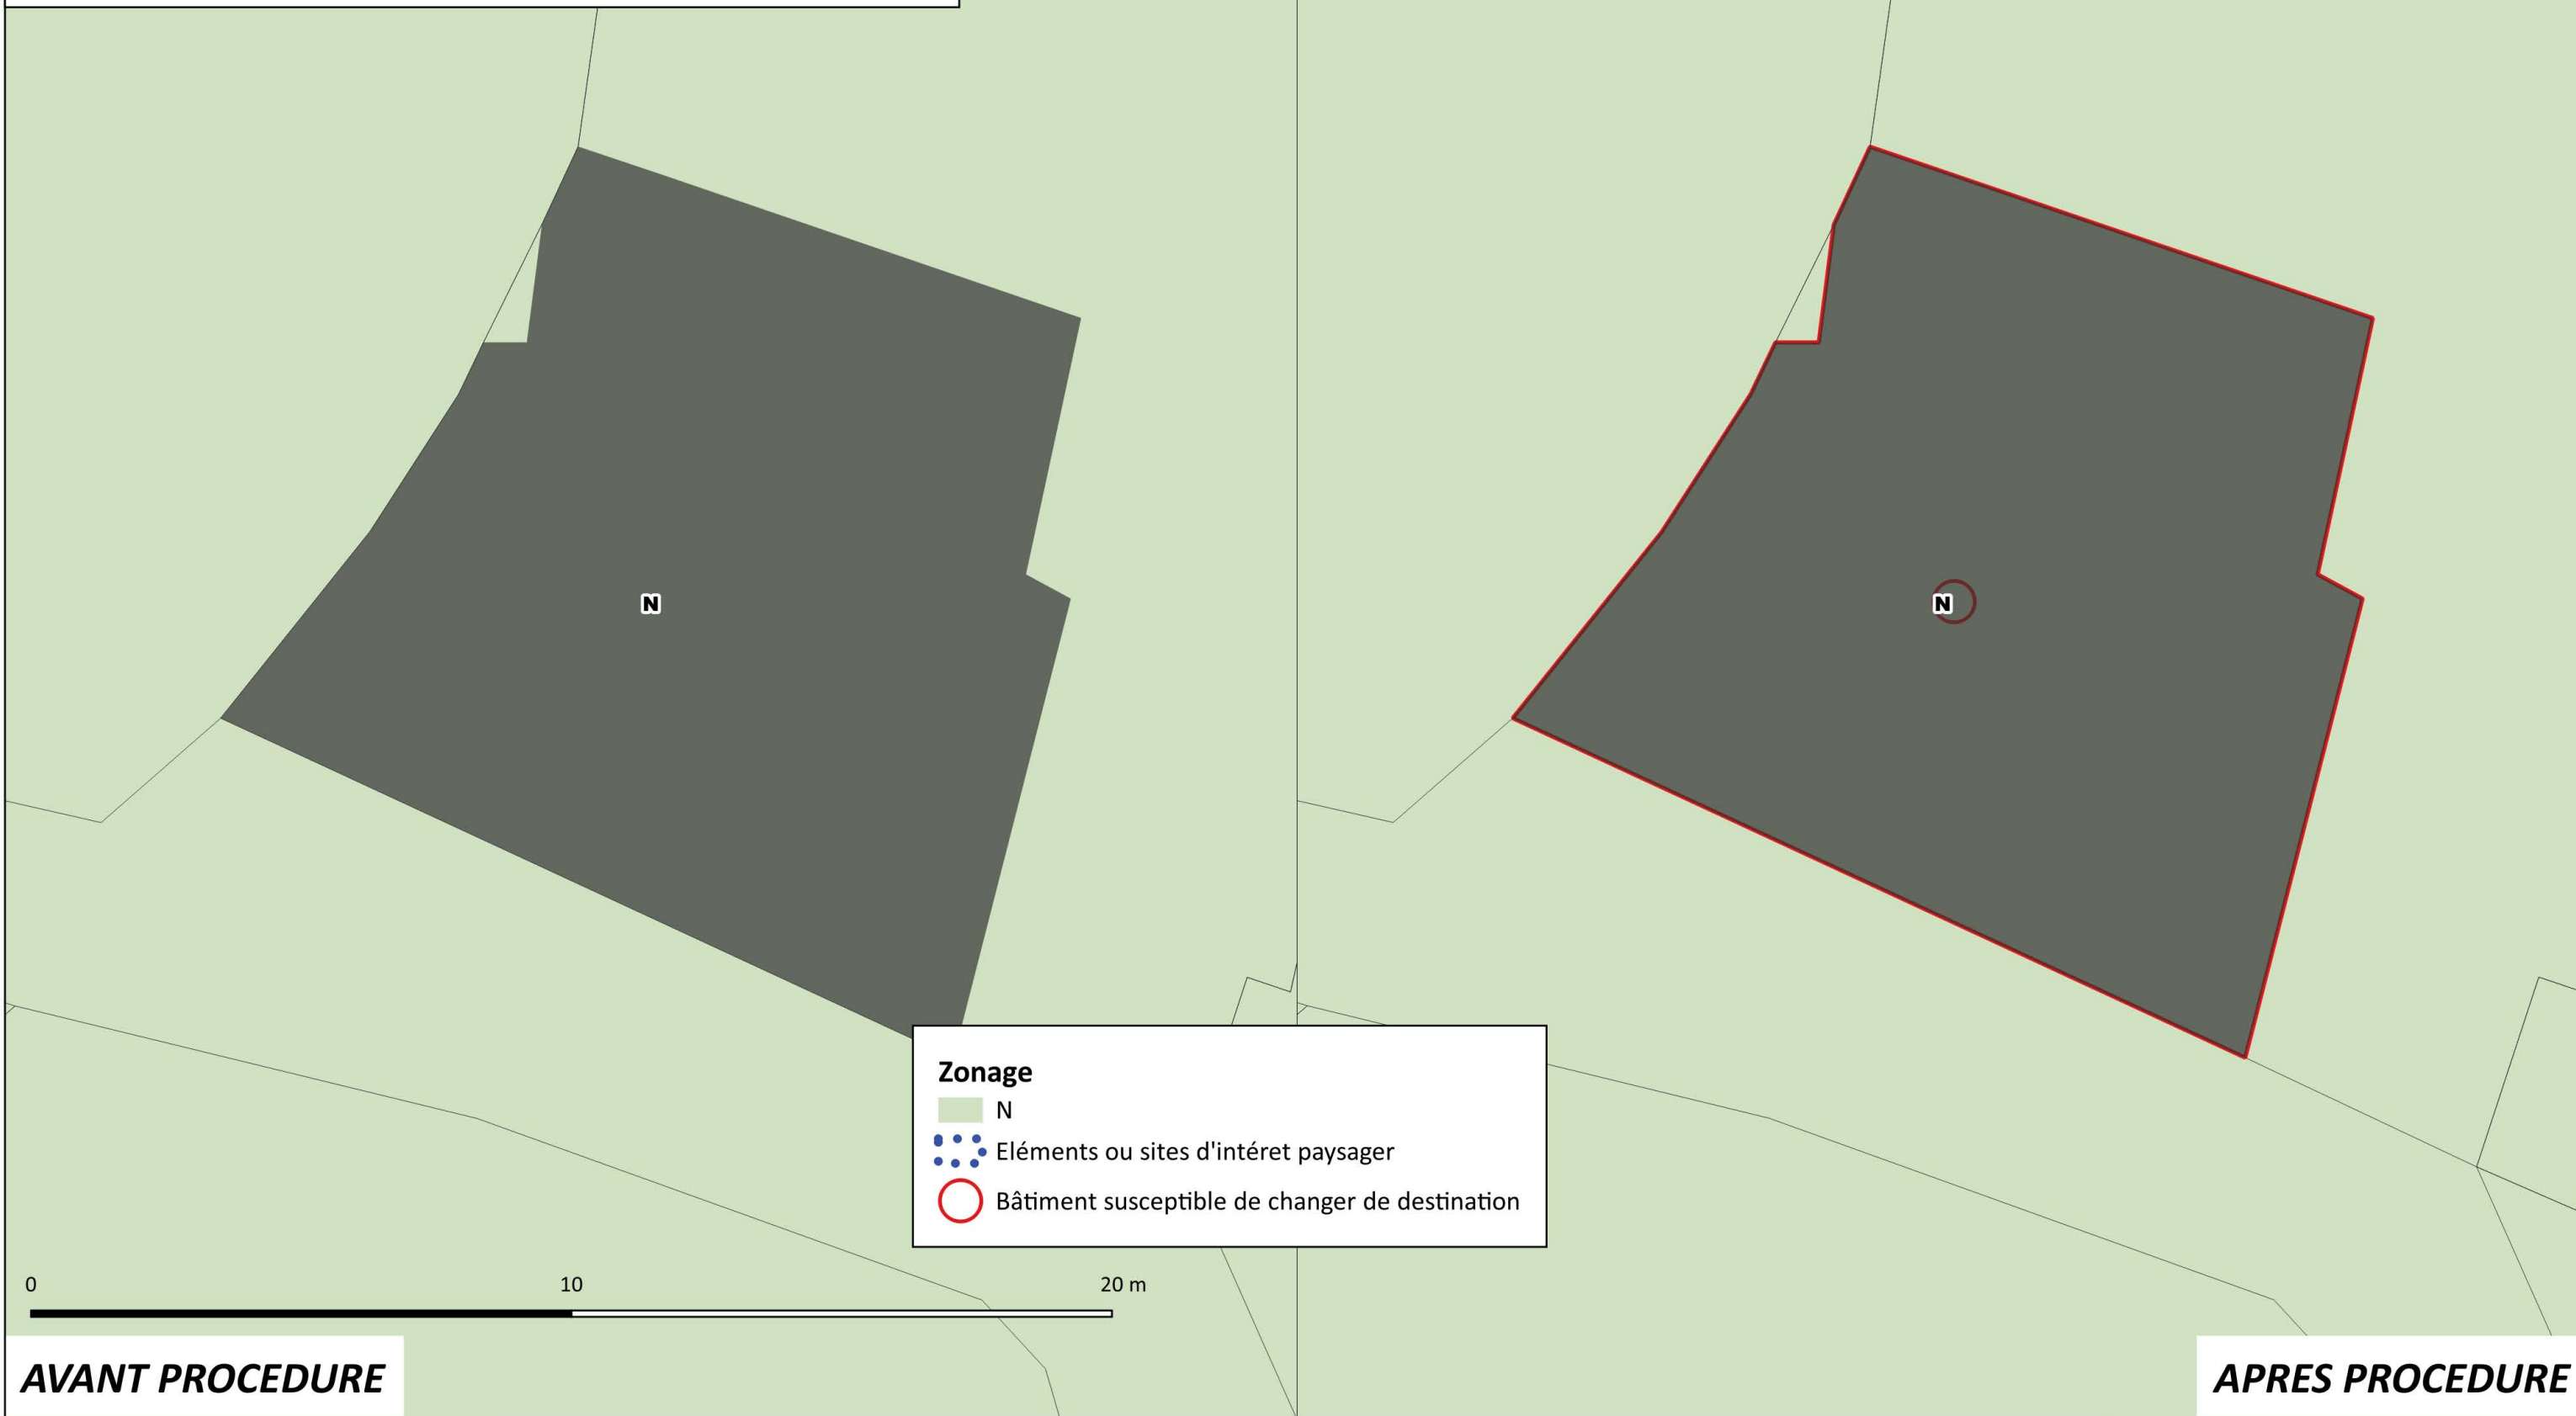 N
N
Zonage
N
Eléments ou sites d'intéret paysager
Bâtiment susceptible de changer de destination
0 10 20 m
AVANT PROCEDURE
APRES PROCEDURE